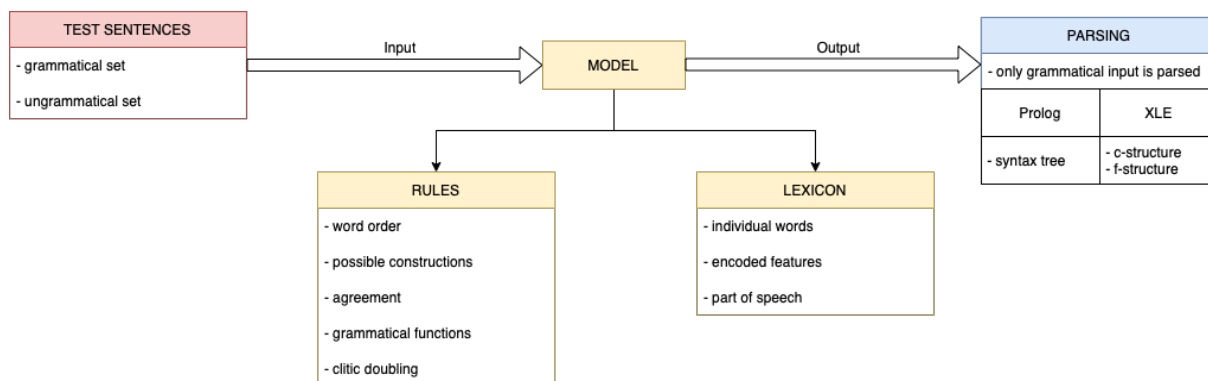 TEST SENTENCES
- grammatical set
- ungrammatical set
Input
MODEL
Output
PARSING
- only grammatical input is parsed
Prolog
XLE
- syntax tree
- c-structure
- f-structure
RULES
- word order
- possible constructions
- agreement
- grammatical functions
- clitic doubling
LEXICON
- individual words
- encoded features
- part of speech